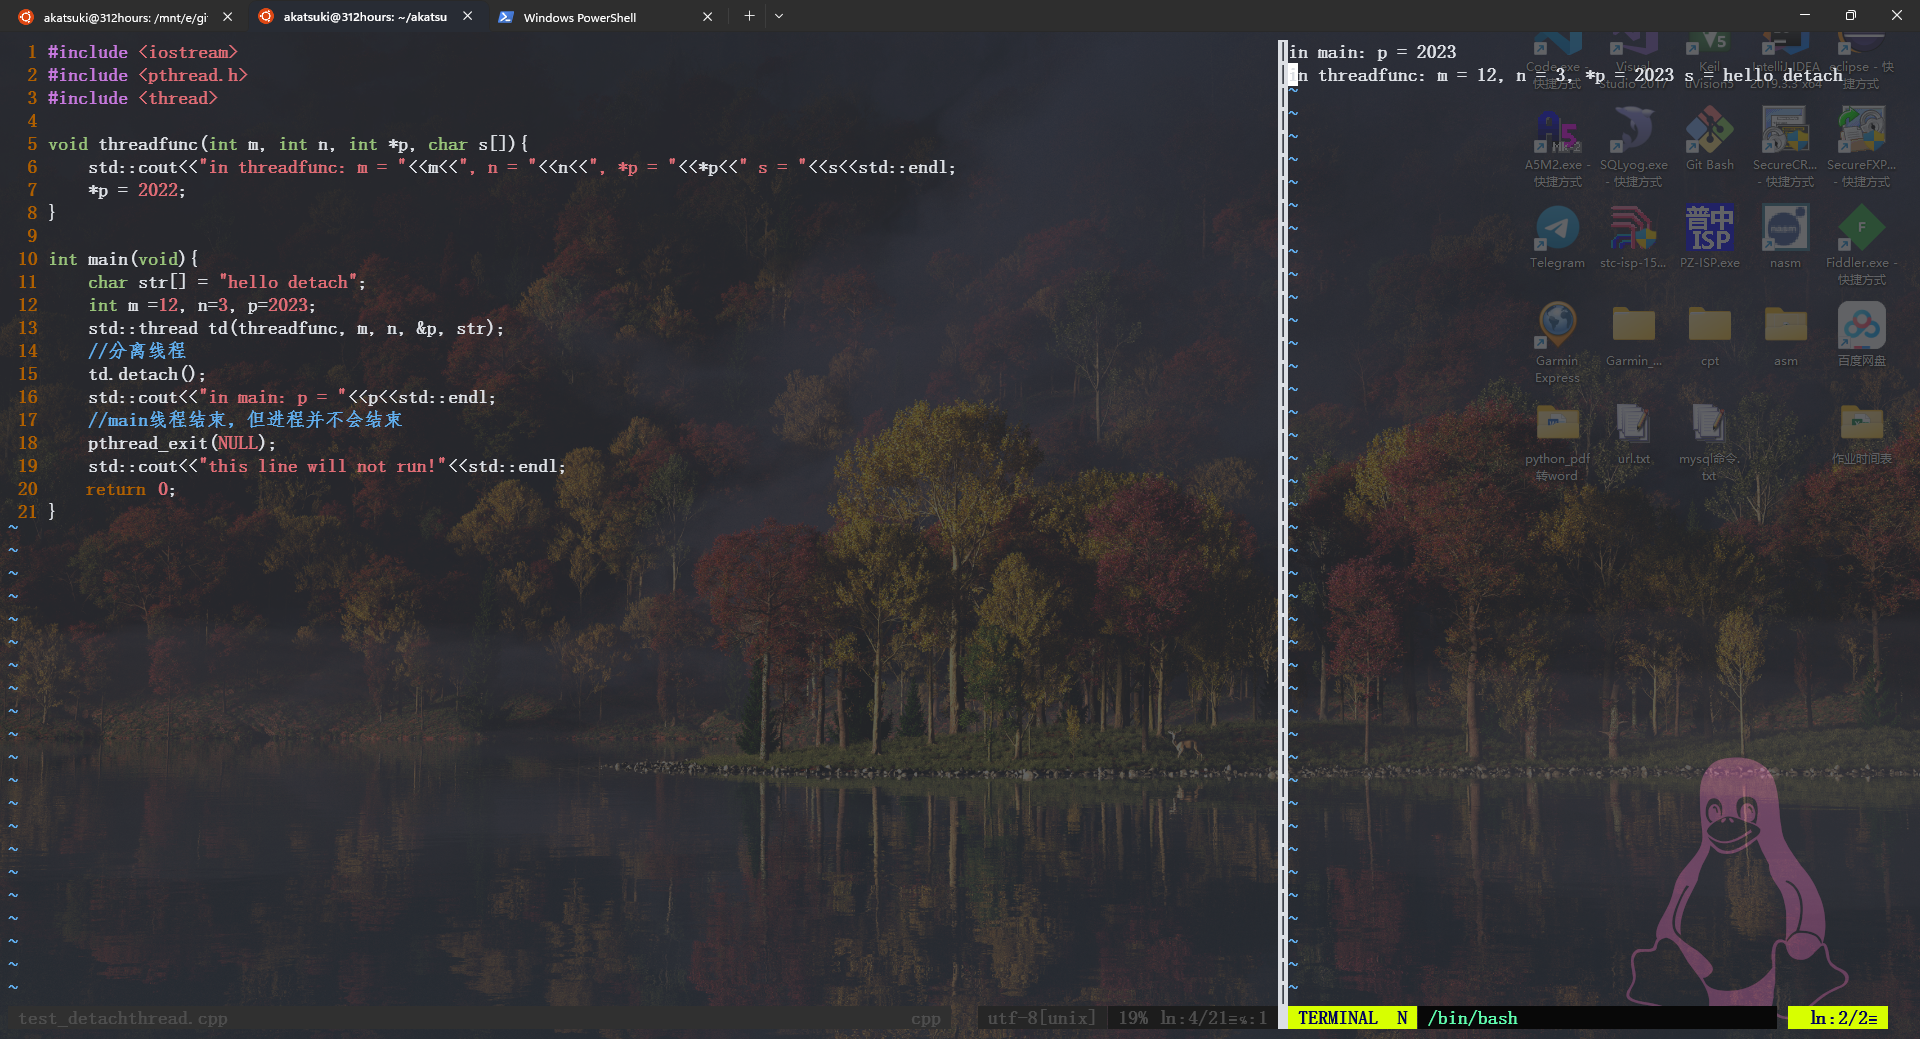 akatsuki@312hours: /mnt/e/gi
akatsuki@312hours: ~/akatsu
Windows PowerShell
1 #include <iostream>
2 #include <pthread.h>
3 #include <thread>
4
5 void threadfunc(int m, int n, int *p, char s[]){
6     std::cout<<"in threadfunc: m = "<<m<<", n = "<<n<<", *p = "<<*p<<" s = "<<s<<std::endl;
7     *p = 2022;
8 }
9
10 int main(void){
11     char str[] = "hello detach";
12     int m =12, n=3, p=2023;
13     std::thread td(threadfunc, m, n, &p, str);
14     //分离线程
15     td.detach();
16     std::cout<<"in main: p = "<<p<<std::endl;
17     //main线程结束，但进程并不会结束
18     pthread_exit(NULL);
19     std::cout<<"this line will not run!"<<std::endl;
20     return 0;
21 }
test_detachthread.cpp
cpp
utf-8[unix]
19% ln:4/21≡℅:1
in main: p = 2023
in threadfunc: m = 12, n = 3, *p = 2023 s = hello detach
Code.exe - 快捷方式
Visual Studio 2017
Keil uVision5
IntelliJ IDEA 2019.3.3 x64
eclipse - 快捷方式
A5M2.exe - 快捷方式
SQLyog.exe - 快捷方式
Git Bash
SecureCR... - 快捷方式
SecureFXP... - 快捷方式
Telegram
stc-isp-15...
普中 ISP
PZ-ISP.exe
nasm
nasm
Fiddler.exe - 快捷方式
Garmin Express
Garmin_...
cpt
asm
百度网盘
python_pdf转word
url.txt
mysql命令.txt
作业时间表
TERMINAL N /bin/bash
ln:2/2≡